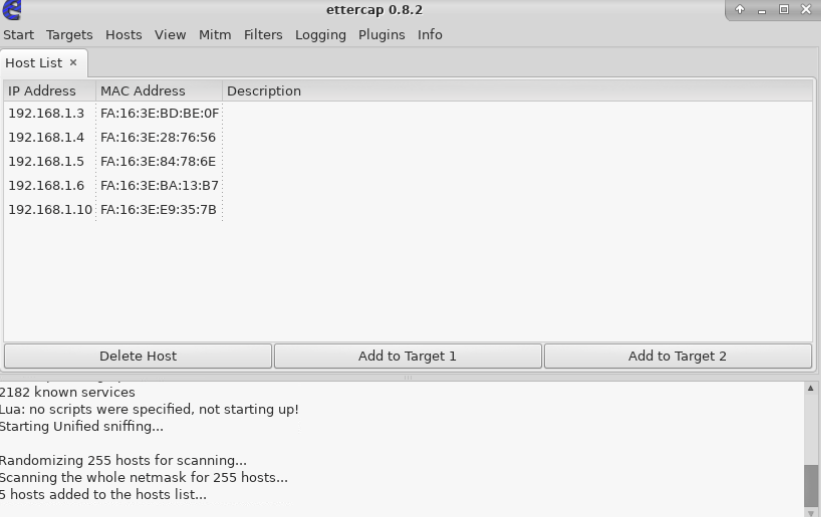 ettercap 0.8.2
Start Targets Hosts View Mitm Filters Logging Plugins Info
Host List ×
IP Address MAC Address Description
192.168.1.3 FA:16:3E:BD:BE:0F
192.168.1.4 FA:16:3E:28:76:56
192.168.1.5 FA:16:3E:84:78:6E
192.168.1.6 FA:16:3E:BA:13:B7
192.168.1.10 FA:16:3E:E9:35:7B
Delete Host Add to Target 1 Add to Target 2
2182 known services
Lua: no scripts were specified, not starting up!
Starting Unified sniffing...
Randomizing 255 hosts for scanning...
Scanning the whole netmask for 255 hosts...
5 hosts added to the hosts list...